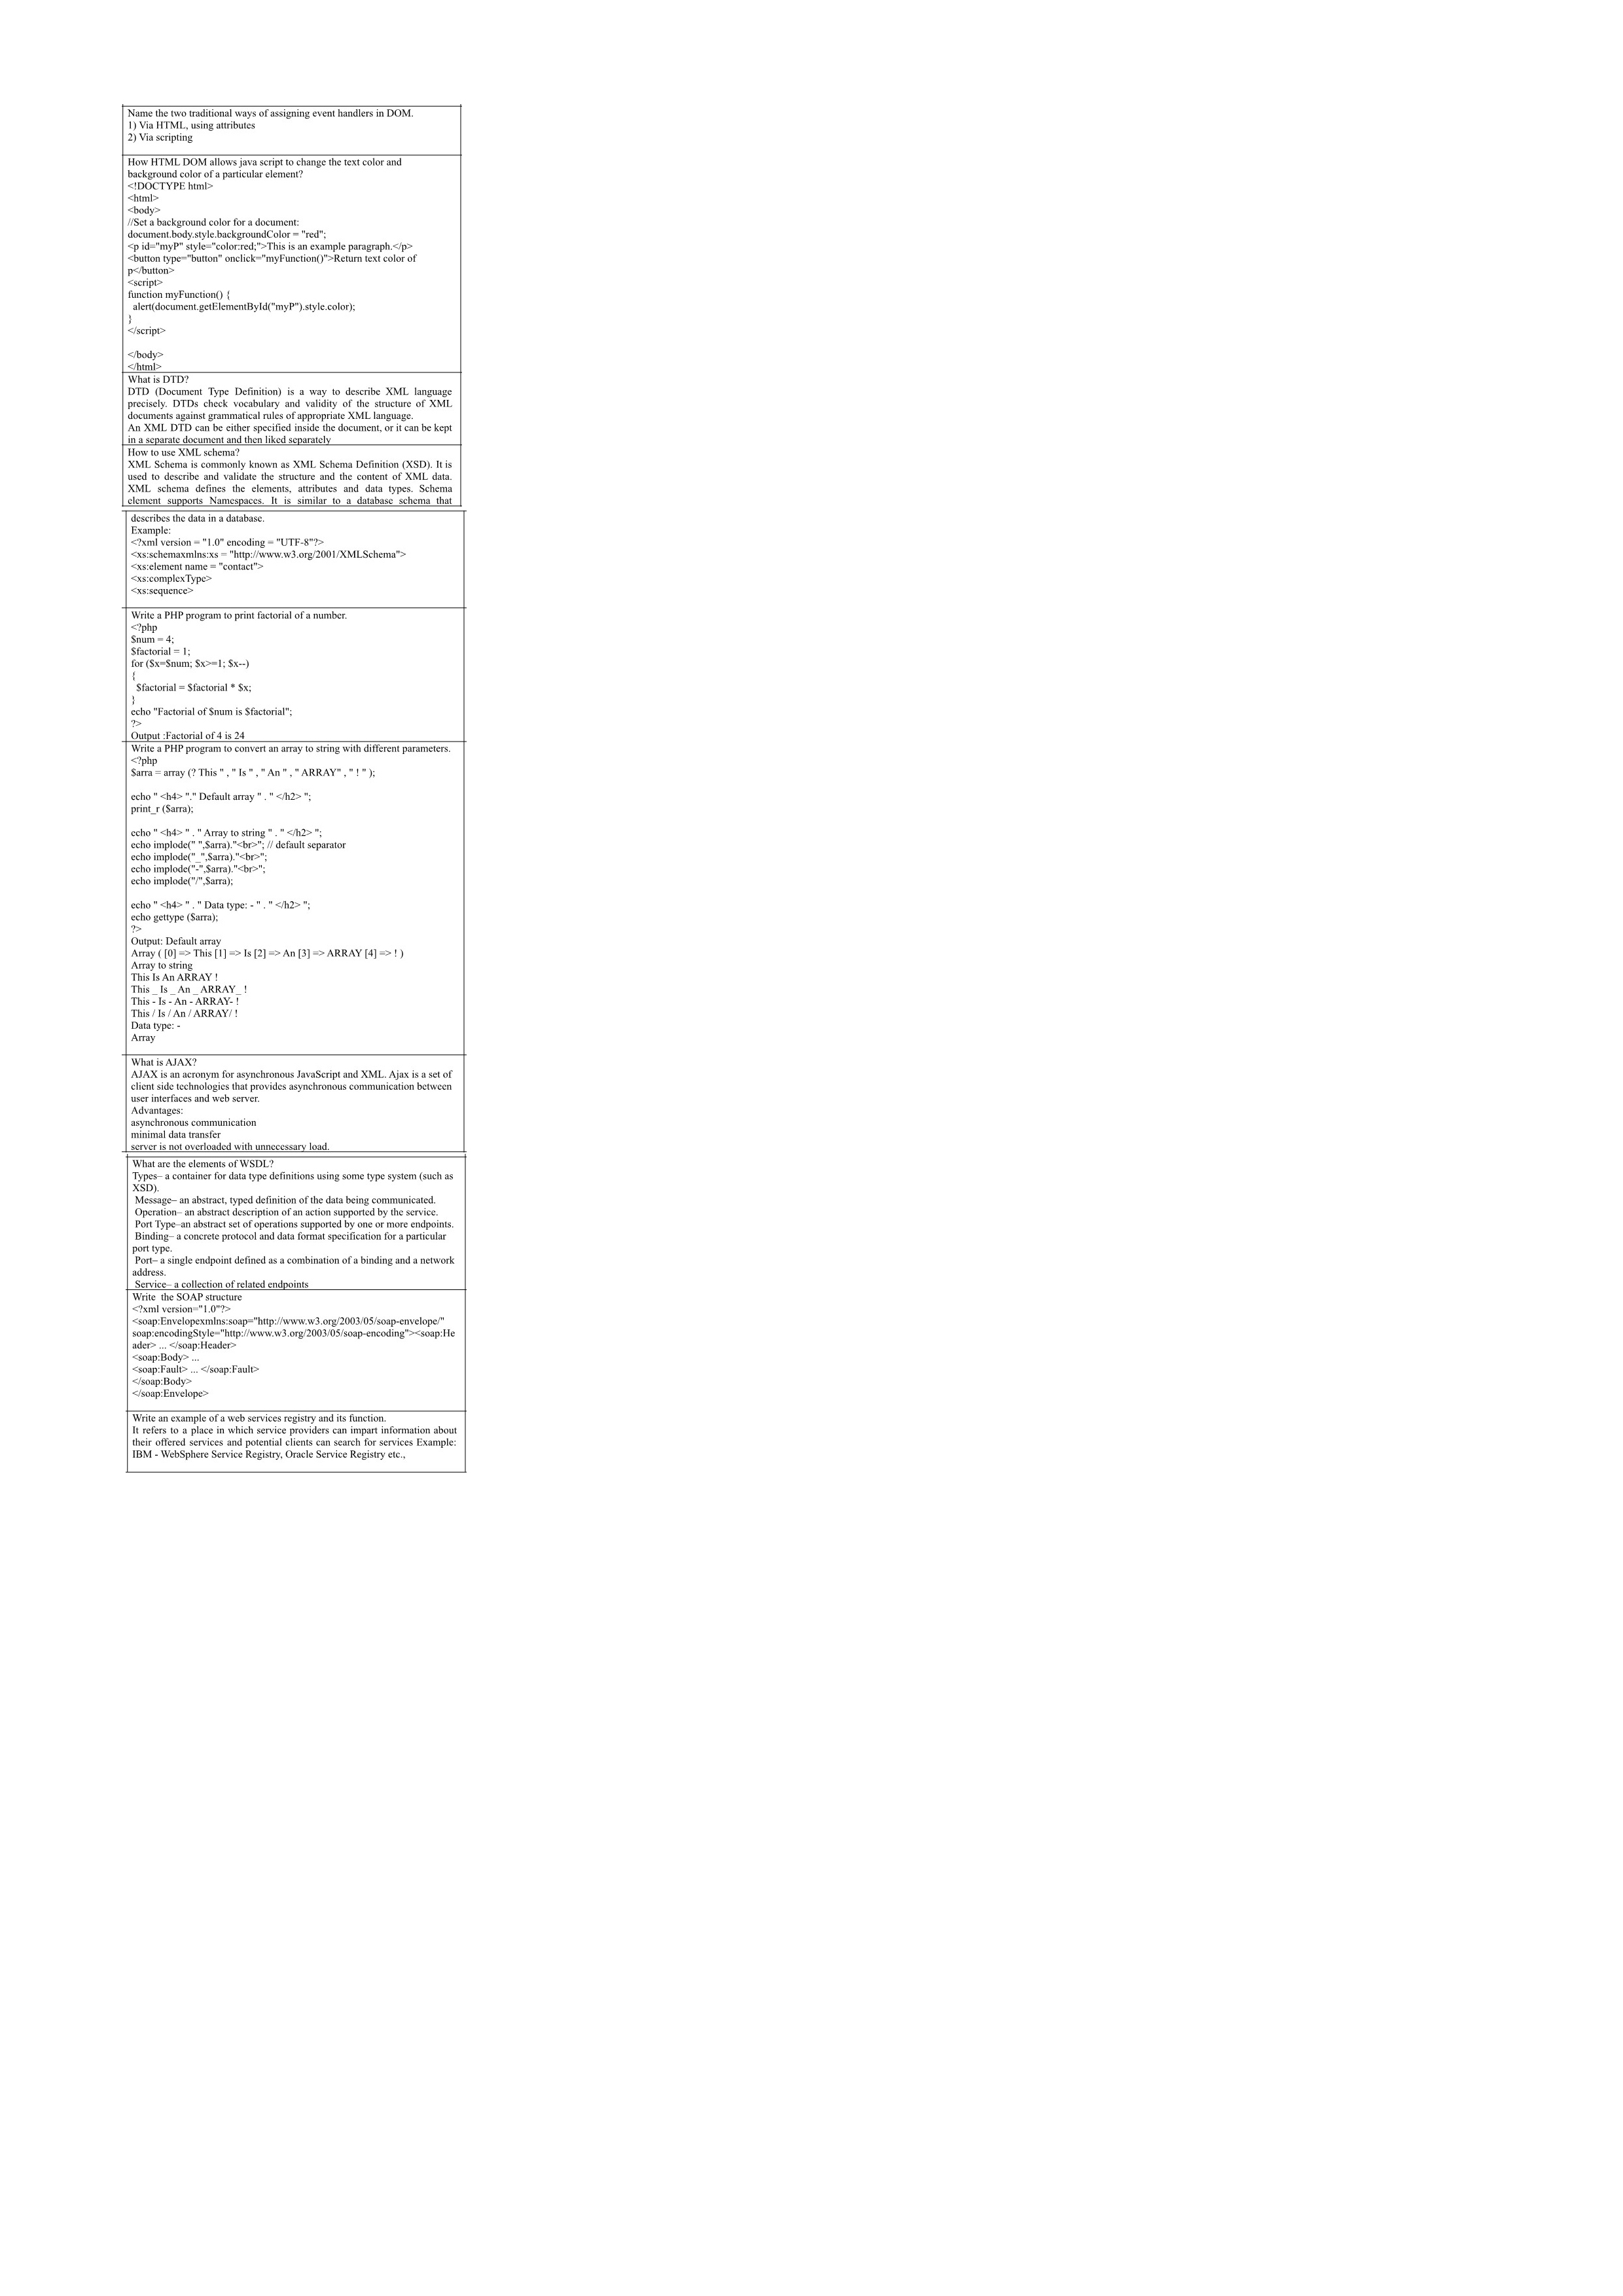 Name the two traditional ways of assigning event handlers in DOM.
1) Via HTML, using attributes
2) Via scripting
How HTML DOM allows java script to change the text color and
background color of a particular element?
<!DOCTYPE html>
<html>
<body>
//Set a background color for a document:
document.body.style.backgroundColor = "red";
<p id="myP" style="color:red;">This is an example paragraph.</p>
<button type="button" onclick="myFunction()">Return text color of
p</button>
<script>
function myFunction() {
  alert(document.getElementById("myP").style.color);
}
</script>

</body>
</html>
What is DTD?
DTD (Document Type Definition) is a way to describe XML language
precisely. DTDs check vocabulary and validity of the structure of XML
documents against grammatical rules of appropriate XML language.
An XML DTD can be either specified inside the document, or it can be kept
in a separate document and then liked separately
How to use XML schema?
XML Schema is commonly known as XML Schema Definition (XSD). It is
used to describe and validate the structure and the content of XML data.
XML schema defines the elements, attributes and data types. Schema
element supports Namespaces. It is similar to a database schema that
describes the data in a database.
Example:
<?xml version = "1.0" encoding = "UTF-8"?>
<xs:schemaxmlns:xs = "http://www.w3.org/2001/XMLSchema">
<xs:element name = "contact">
<xs:complexType>
<xs:sequence>
Write a PHP program to print factorial of a number.
<?php
$num = 4;
$factorial = 1;
for ($x=$num; $x>=1; $x--)
{
  $factorial = $factorial * $x;
}
echo "Factorial of $num is $factorial";
?>
Output :Factorial of 4 is 24
Write a PHP program to convert an array to string with different parameters.
<?php
$arra = array (? This " , " Is " , " An " , " ARRAY" , " ! " );

echo " <h4> "." Default array " . " </h2> ";
print_r ($arra);

echo " <h4> " . " Array to string " . " </h2> ";
echo implode(" ",$arra)."<br>"; // default separator
echo implode("_",$arra)."<br>";
echo implode("-",$arra)."<br>";
echo implode("/",$arra);

echo " <h4> " . " Data type: - " . " </h2> ";
echo gettype ($arra);
?>
Output: Default array
Array ( [0] => This [1] => Is [2] => An [3] => ARRAY [4] => ! )
Array to string
This Is An ARRAY !
This _ Is _ An _ ARRAY_ !
This - Is - An - ARRAY- !
This / Is / An / ARRAY/ !
Data type: -
Array
What is AJAX?
AJAX is an acronym for asynchronous JavaScript and XML. Ajax is a set of
client side technologies that provides asynchronous communication between
user interfaces and web server.
Advantages:
asynchronous communication
minimal data transfer
server is not overloaded with unnecessary load.
What are the elements of WSDL?
Types– a container for data type definitions using some type system (such as
XSD).
Message– an abstract, typed definition of the data being communicated.
Operation– an abstract description of an action supported by the service.
Port Type–an abstract set of operations supported by one or more endpoints.
Binding– a concrete protocol and data format specification for a particular
port type.
Port– a single endpoint defined as a combination of a binding and a network
address.
Service– a collection of related endpoints
Write  the SOAP structure
<?xml version="1.0"?>
<soap:Envelopexmlns:soap="http://www.w3.org/2003/05/soap-envelope/"
soap:encodingStyle="http://www.w3.org/2003/05/soap-encoding"><soap:He
ader> ... </soap:Header>
<soap:Body> ...
<soap:Fault> ... </soap:Fault>
</soap:Body>
</soap:Envelope>
Write an example of a web services registry and its function.
It refers to a place in which service providers can impart information about
their offered services and potential clients can search for services Example:
IBM - WebSphere Service Registry, Oracle Service Registry etc.,